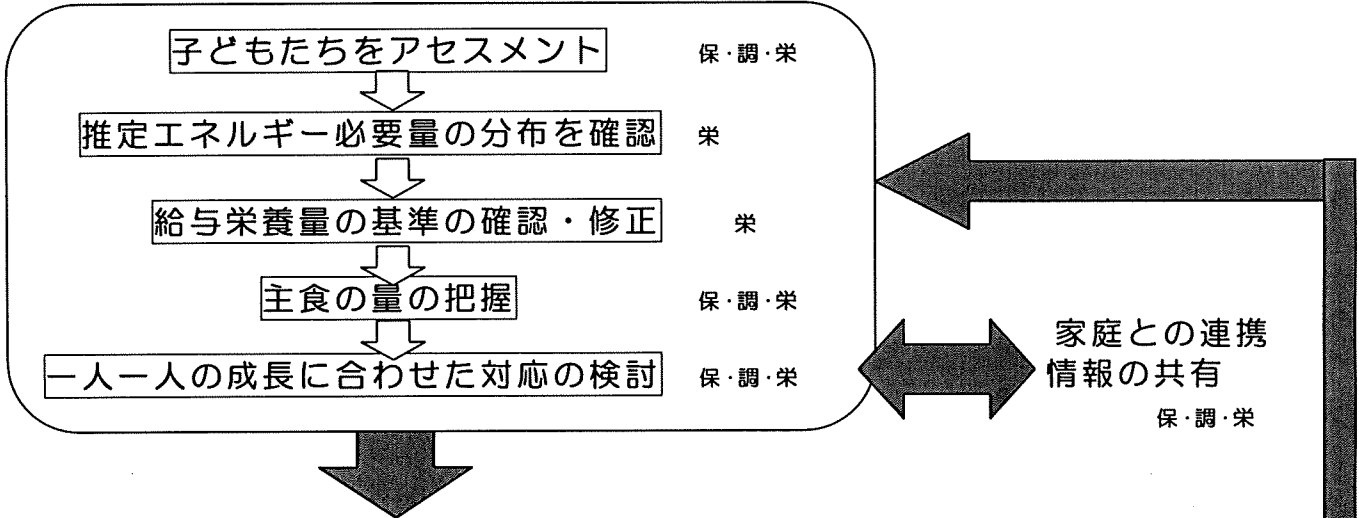 子どもたちをアセスメント 保・調・栄
推定エネルギー必要量の分布を確認 栄
給与栄養量の基準の確認・修正 栄
主食の量の把握 保・調・栄
一人一人の成長に合わせた対応の検討 保・調・栄
家庭との連携
情報の共有
保・調・栄